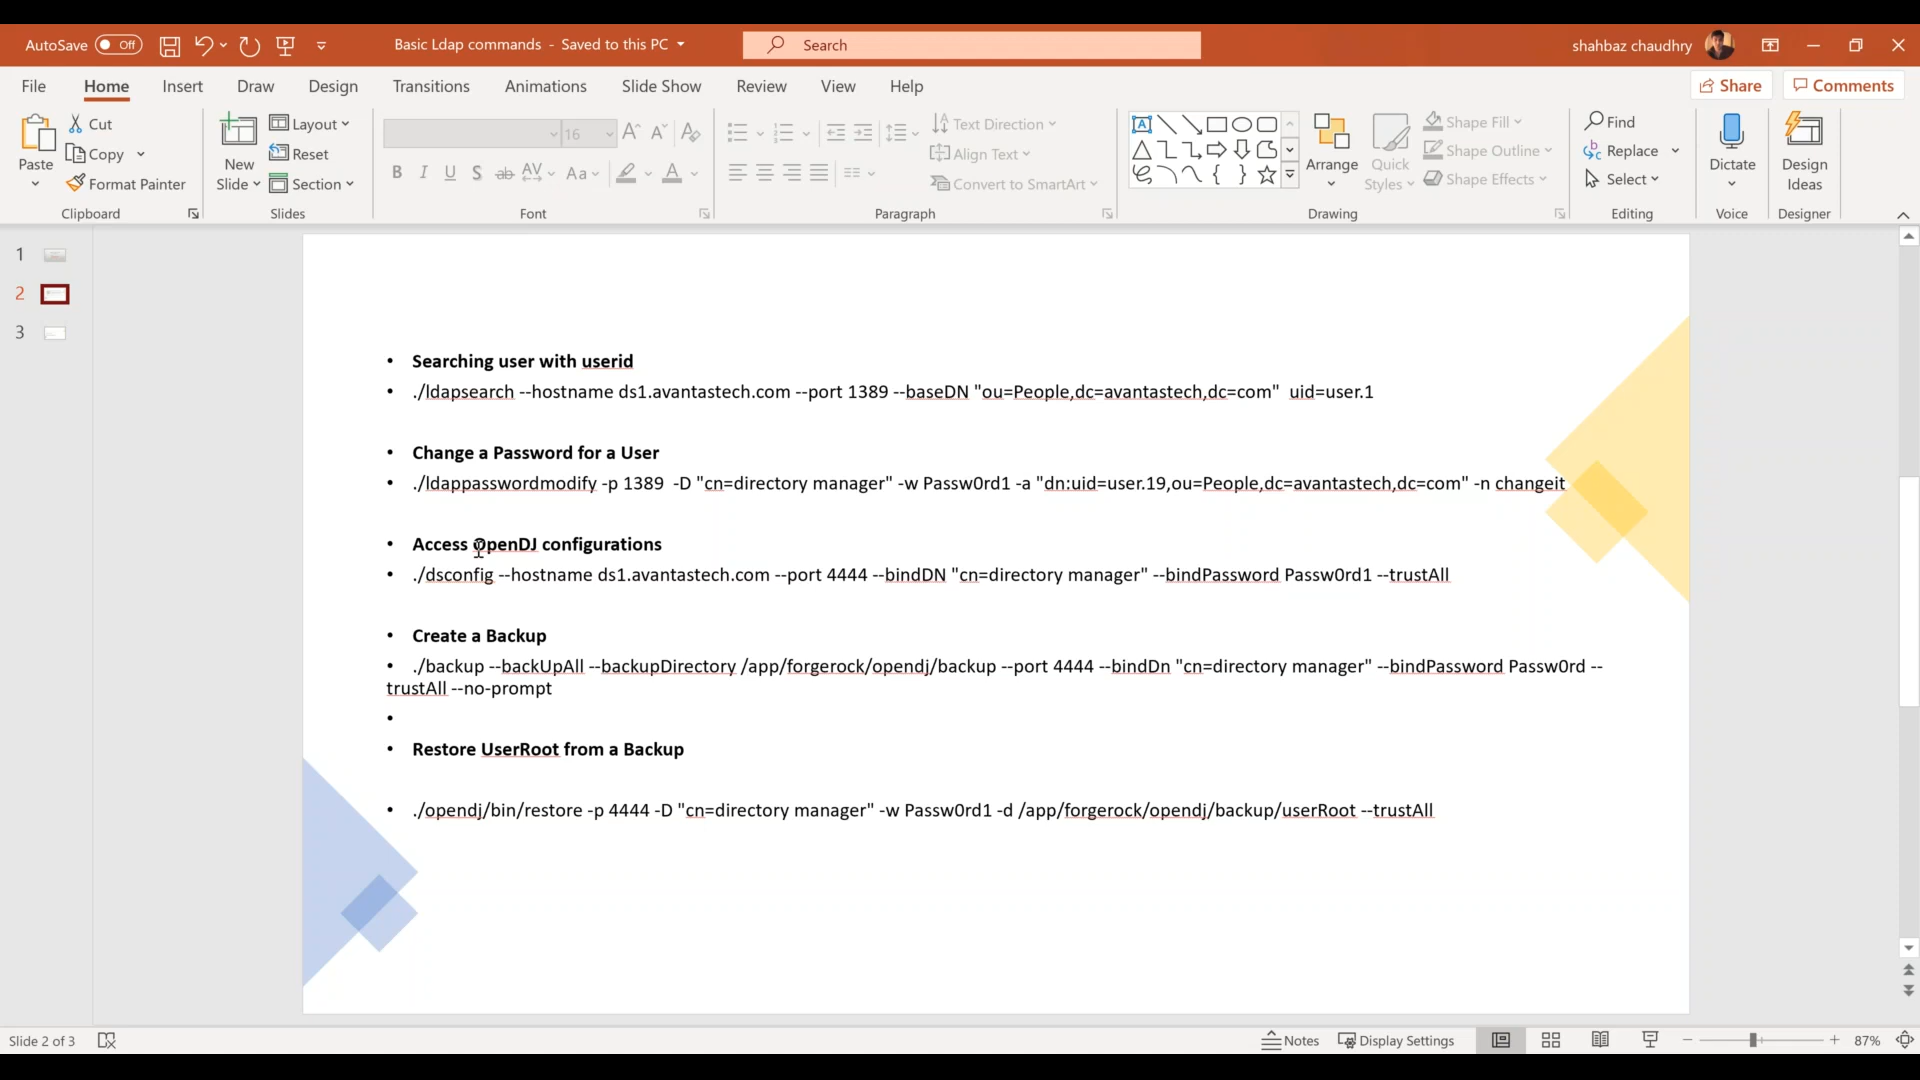 AutoSave Off Basic Ldap commands - Saved to this PC Search shahbaz chaudhry
File Home Insert Draw Design Transitions Animations Slide Show Review View Help Share Comments
Paste Cut Copy Format Painter
Clipboard
New Slide Layout Reset Section
Slides
16
B I U S ab AV Aa A
Font
Text Direction
Align Text
Convert to SmartArt
Paragraph
Arrange Quick Styles Shape Fill Shape Outline Shape Effects
Drawing
Find
Replace
Select
Editing
Dictate
Voice
Design Ideas
Designer
1
2
3
• Searching user with userid
• ./ldapsearch --hostname ds1.avantastech.com --port 1389 --baseDN "ou=People,dc=avantastech,dc=com" uid=user.1
• Change a Password for a User
• ./ldappasswordmodify -p 1389 -D "cn=directory manager" -w Passw0rd1 -a "dn:uid=user.19,ou=People,dc=avantastech,dc=com" -n changeit
• Access OpenDJ configurations
• ./dsconfig --hostname ds1.avantastech.com --port 4444 --bindDN "cn=directory manager" --bindPassword Passw0rd1 --trustAll
• Create a Backup
• ./backup --backUpAll --backupDirectory /app/forgerock/opendj/backup --port 4444 --bindDn "cn=directory manager" --bindPassword Passw0rd --
trustAll --no-prompt
•
• Restore UserRoot from a Backup
• ./opendj/bin/restore -p 4444 -D "cn=directory manager" -w Passw0rd1 -d /app/forgerock/opendj/backup/userRoot --trustAll
Slide 2 of 3 Notes Display Settings 87%